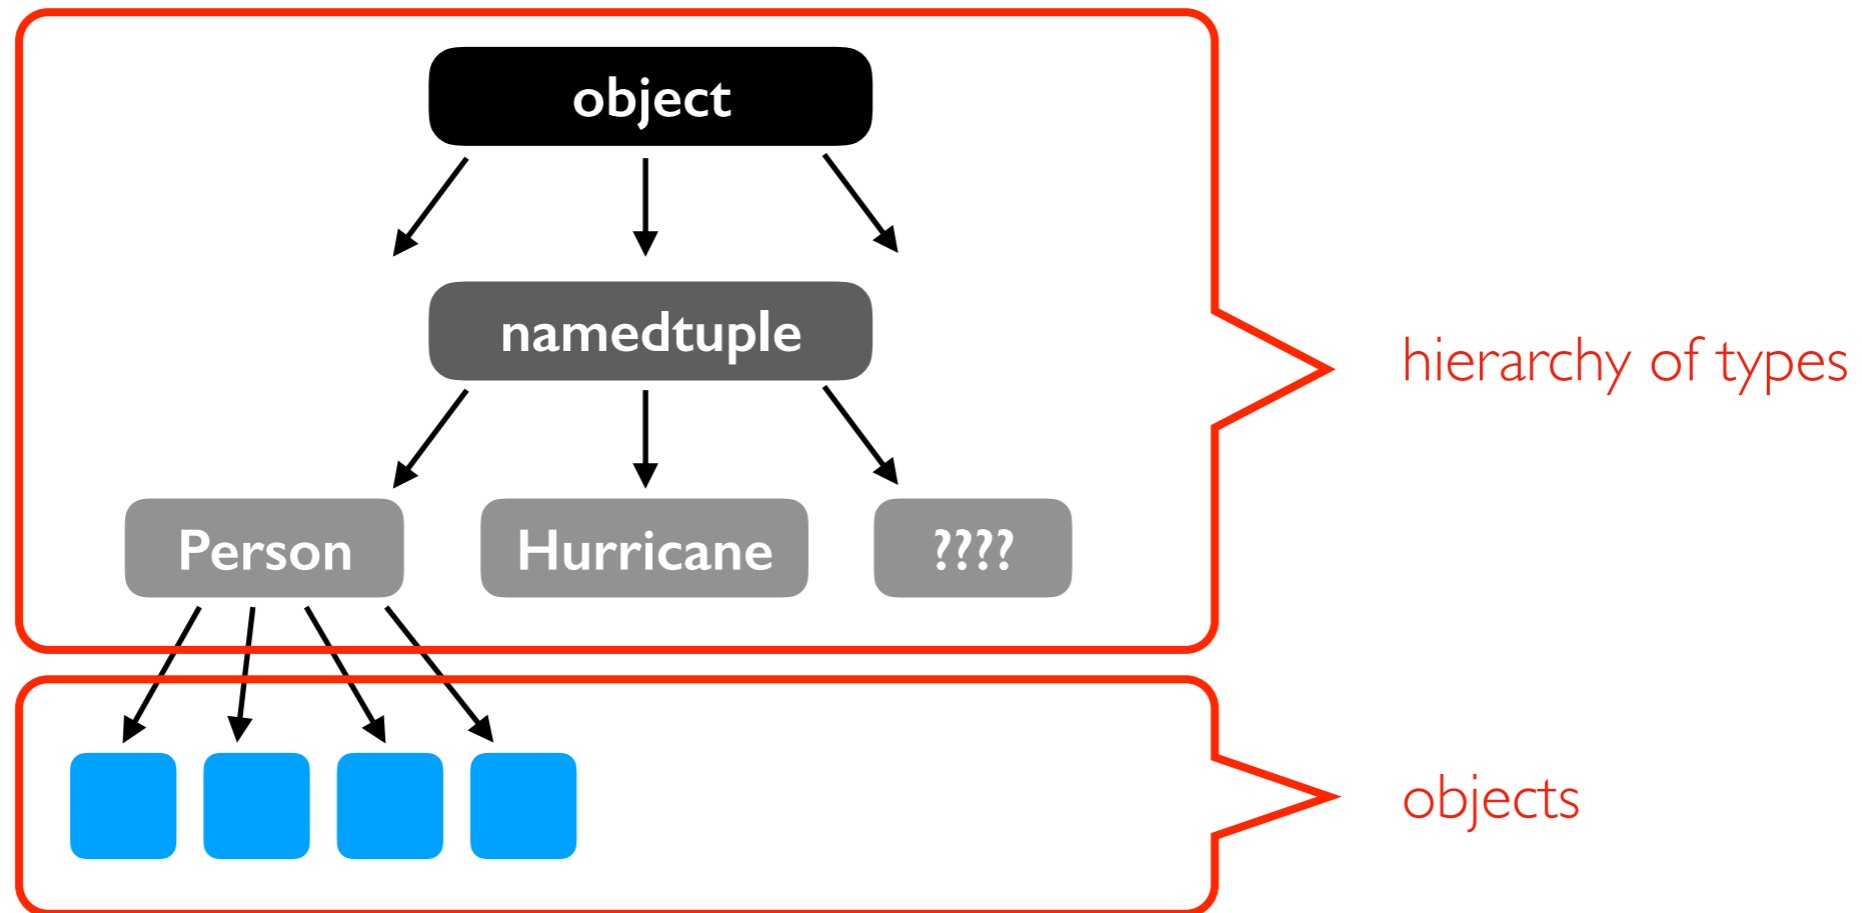 object
namedtuple
hierarchy of types
Person
Hurricane
????
objects